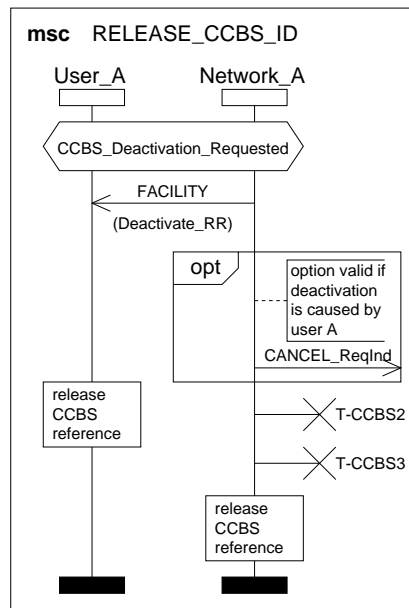 msc RELEASE_CCBS_ID
User_A Network_A
CCBS_Deactivation_Requested
FACILITY
(Deactivate_RR)
opt
option valid if
deactivation
is caused by
user A
CANCEL_ReqInd
release
CCBS
reference
T-CCBS2
T-CCBS3
release
CCBS
reference